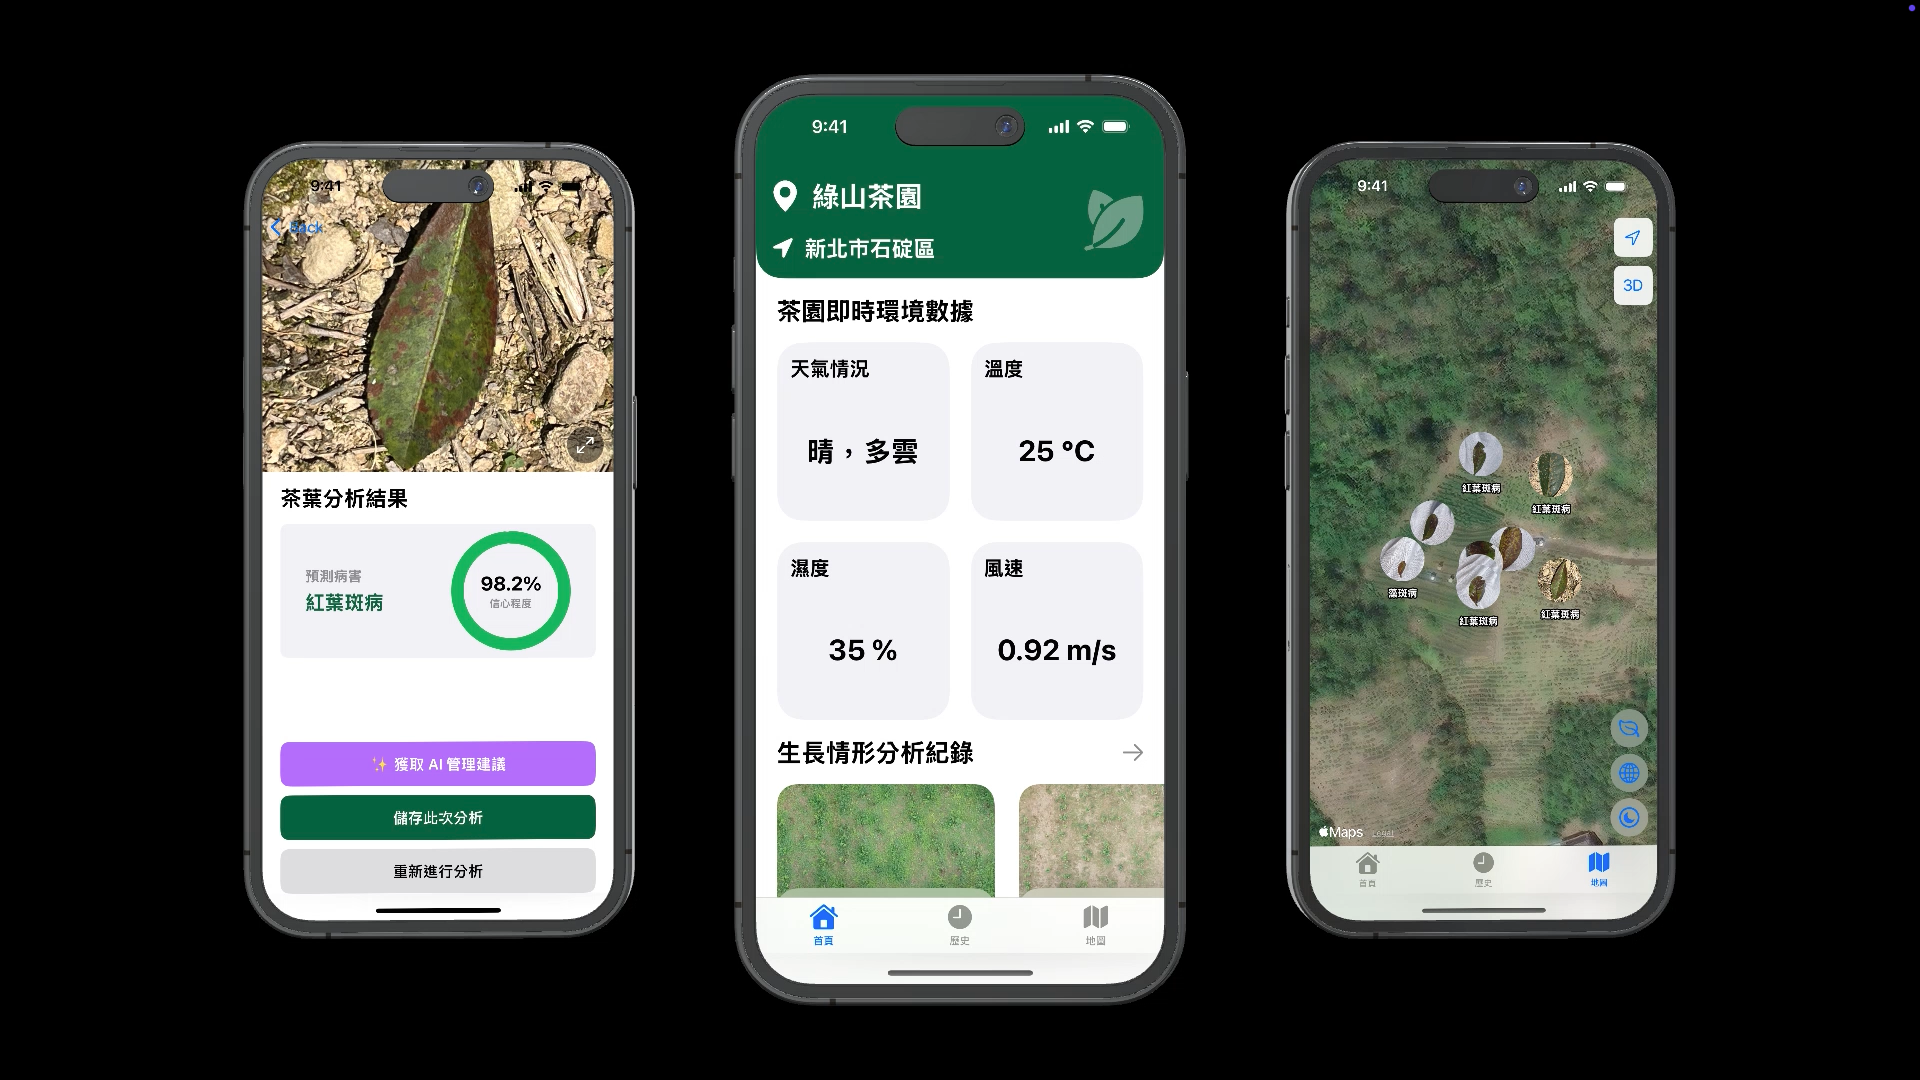 9:41
Back
茶葉分析結果
預測病害
紅葉斑病
98.2%
信心程度
✨ 獲取 AI 管理建議
儲存此次分析
重新進行分析
9:41
綠山茶園
新北市石碇區
茶園即時環境數據
天氣情況
晴，多雲
溫度
25 °C
濕度
35 %
風速
0.92 m/s
生長情形分析紀錄
首頁
歷史
地圖
9:41
3D
紅葉斑病
紅葉斑病
藻斑病
紅葉斑病
紅葉斑病
Maps
Legal
首頁
歷史
地圖